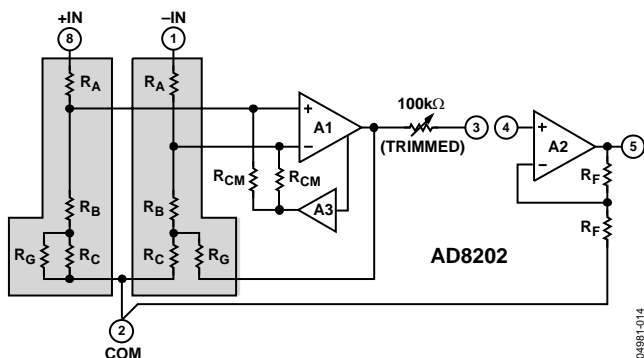 +IN
–IN
8
1
RA
RA
100kΩ
+
A1
–
3
4
+
A2
–
5
(TRIMMED)
RCM
RCM
RF
A3
RB
RB
RF
RG
RC
RC
RG
AD8202
2
COM
04981-014